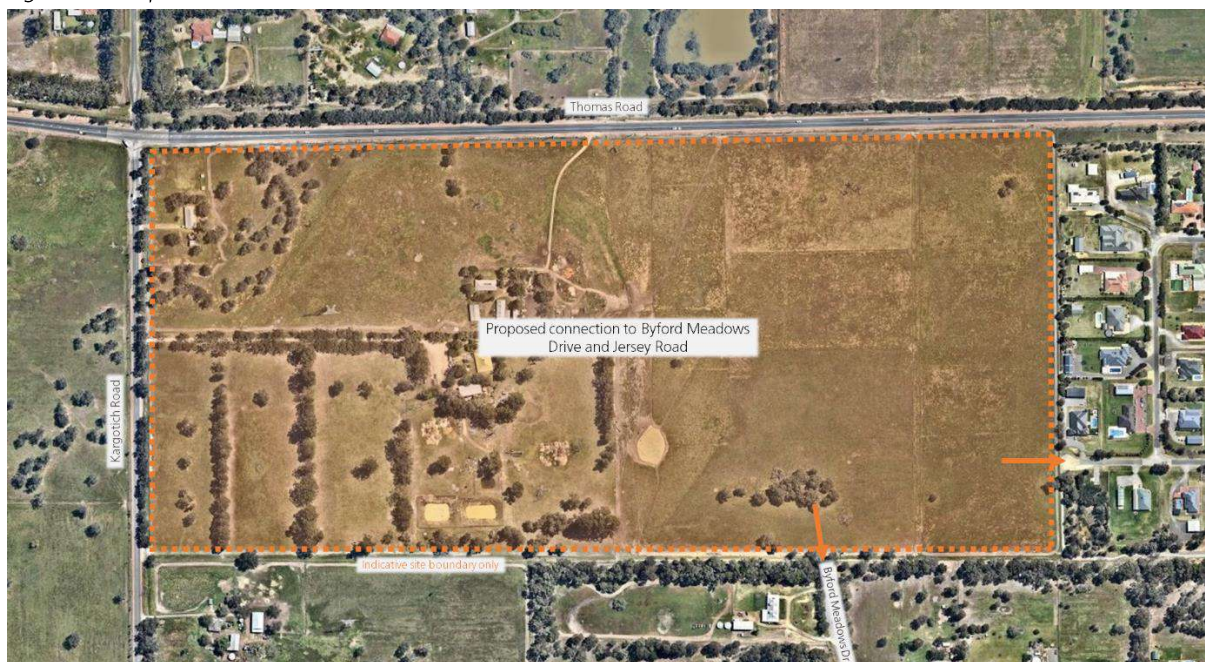 Thomas Road
Proposed connection to Byford Meadows
Drive and Jersey Road
Kargotich Road
Indicative site boundary only
Byford Meadows Dr